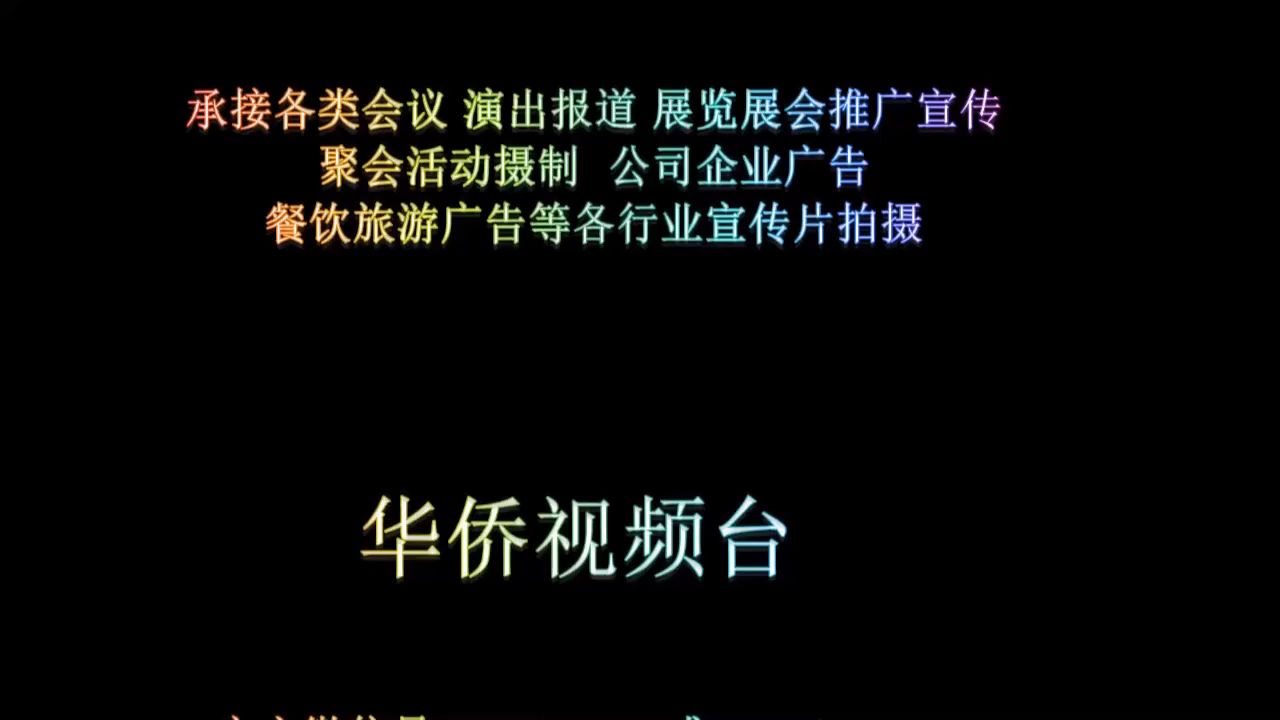 承接各类会议 演出报道 展览展会推广宣传
聚会活动摄制 公司企业广告
餐饮旅游广告等各行业宣传片拍摄
华侨视频台